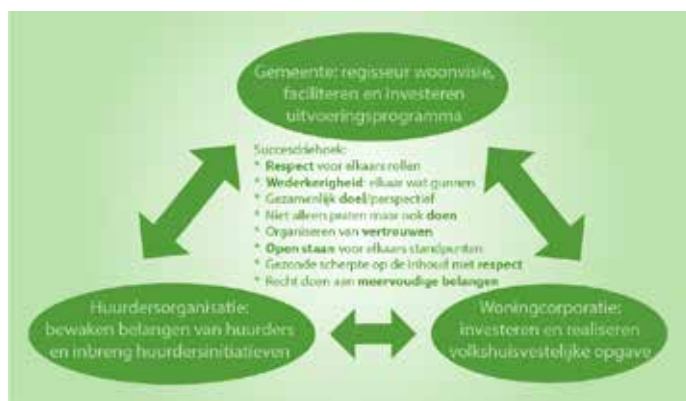 Gemeente: regisseur woonvisie,
faciliteren en investeren
uitvoeringsprogramma
Succesdriehoek:
* Respect voor elkaars rollen
* Wederkerigheid: elkaar wat gunnen
* Gezamenlijk doel/perspectief
* Niet alleen praten maar ook doen
* Organiseren van vertrouwen
* Open staan voor elkaars standpunten
* Gezonde scherpte op de inhoud met respect
* Recht doen aan meervoudige belangen
Huurdersorganisatie:
bewaken belangen van huurders
en inbreng huurdersinitiatieven
Woningcorporatie:
investeren en realiseren
volkshuisvestelijke opgave